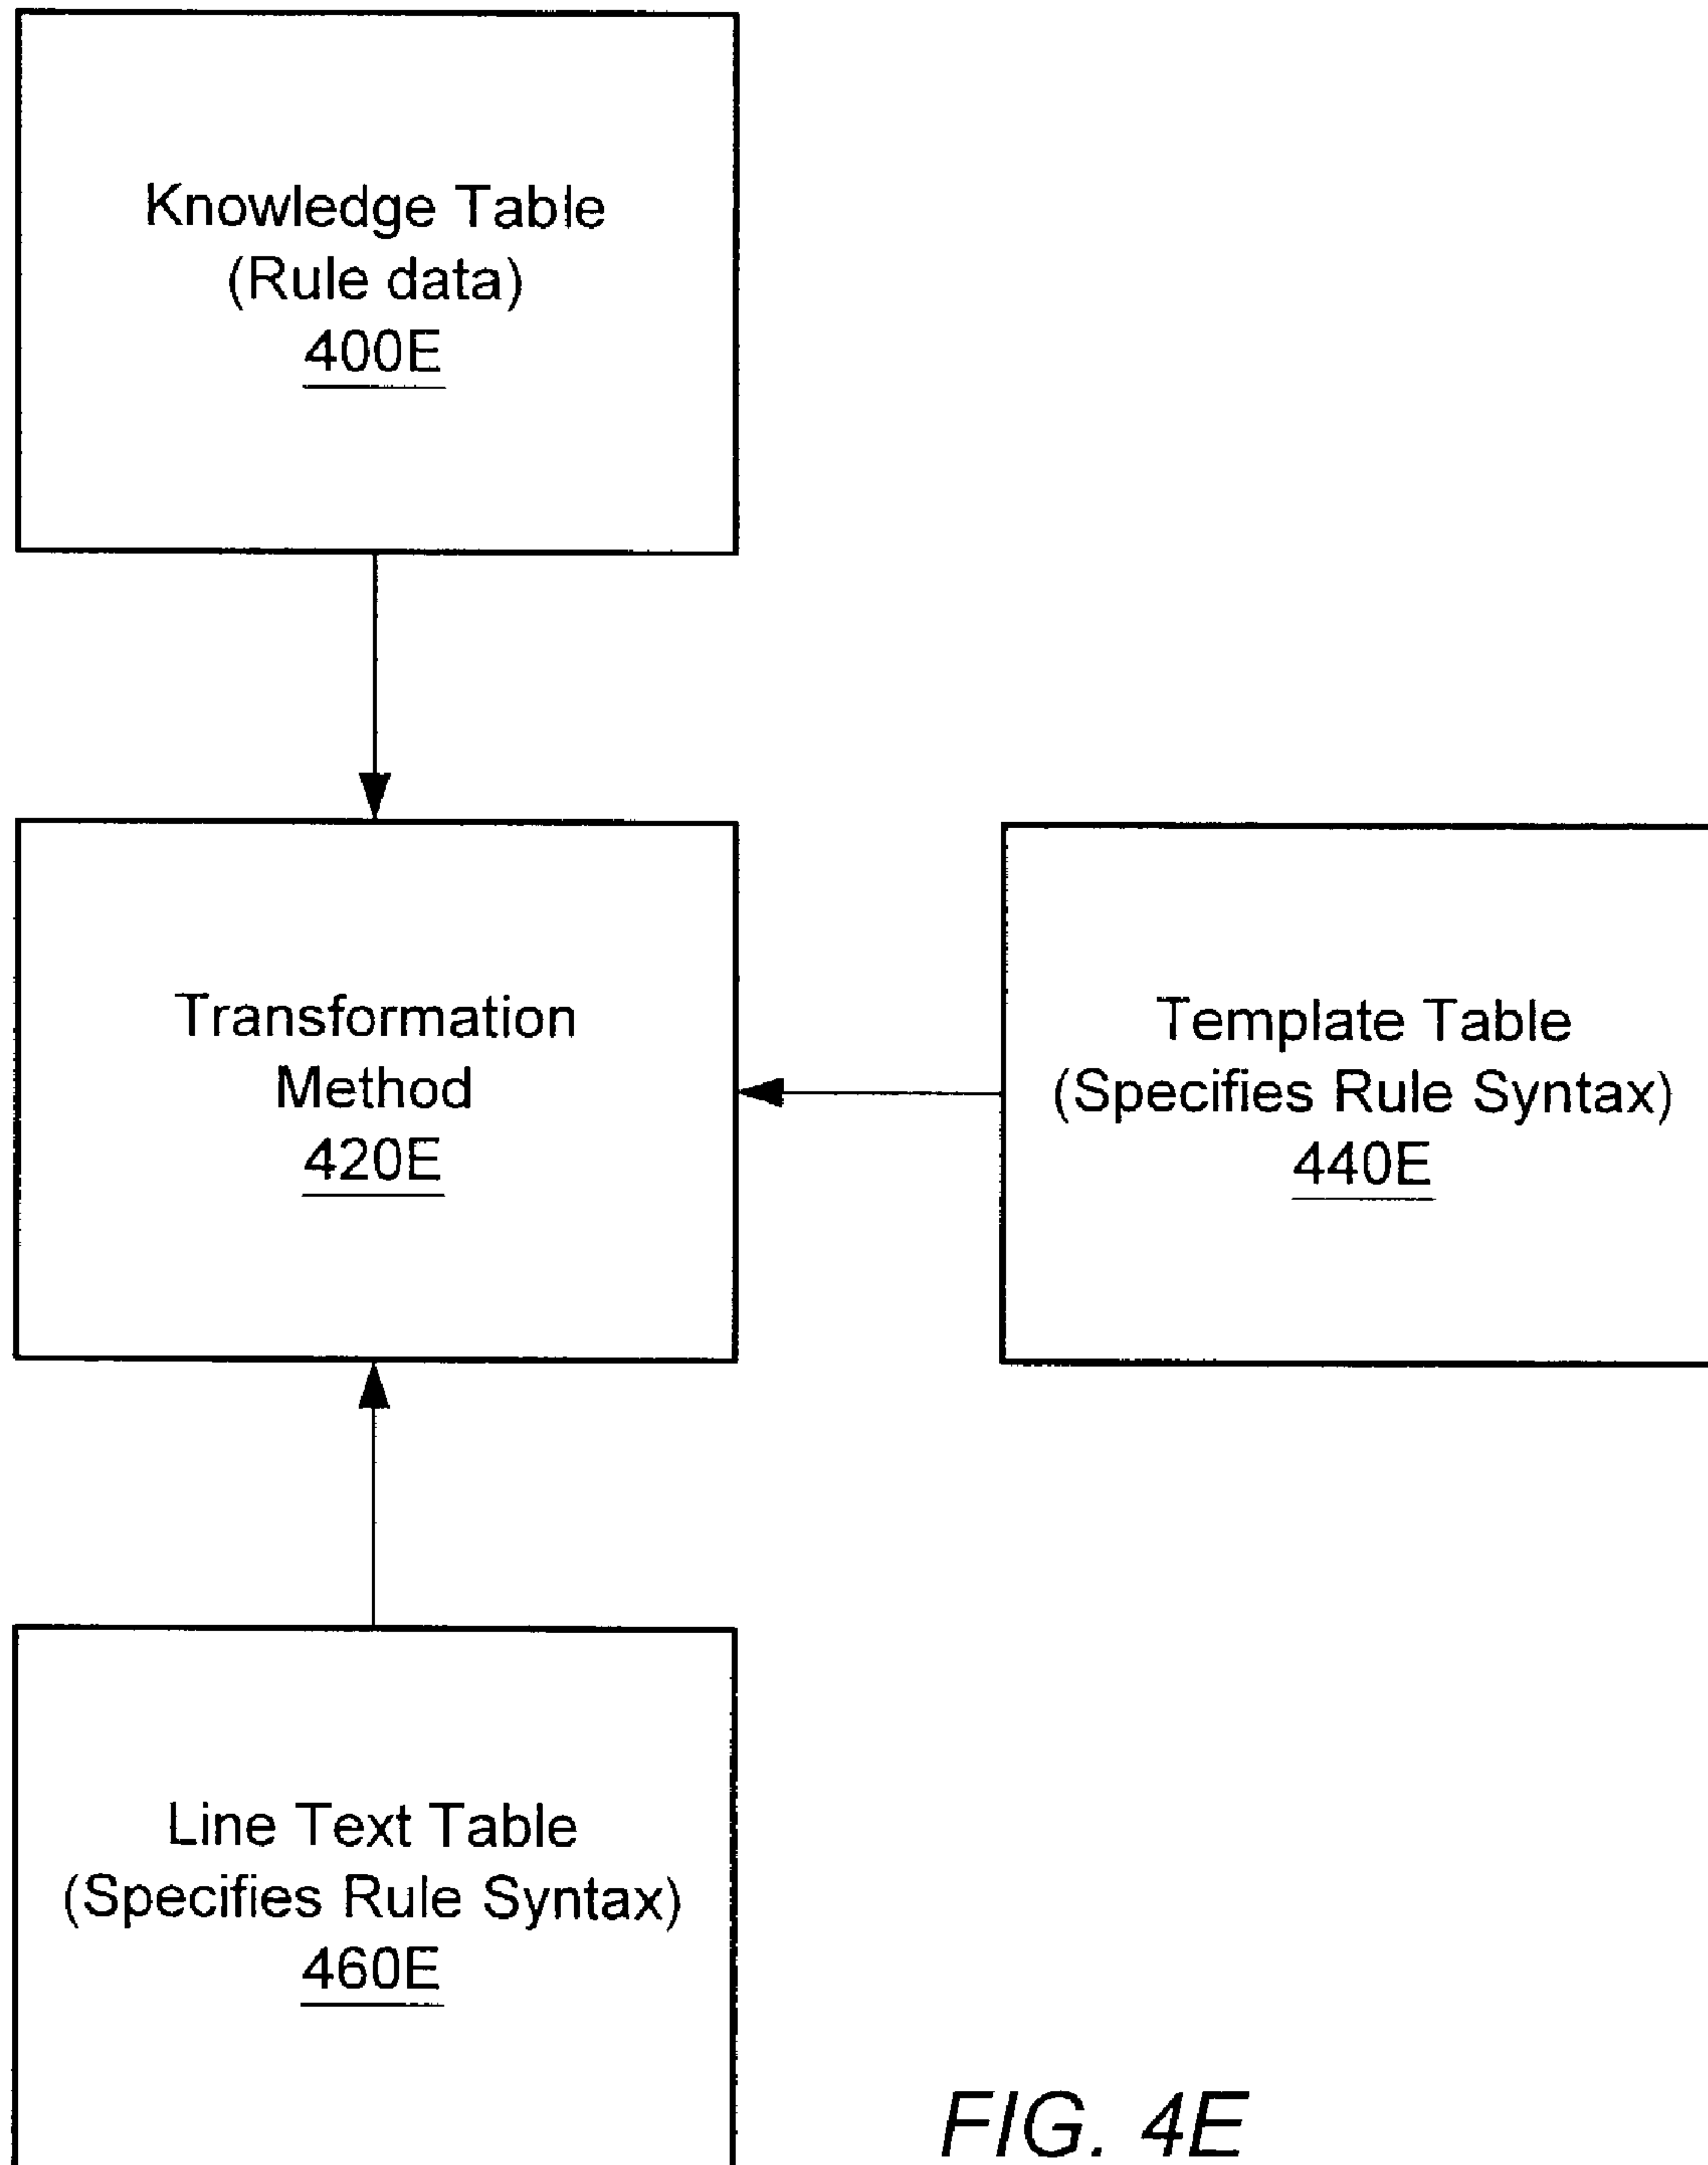 Knowledge Table
(Rule data)
400E
Transformation
Method
420E
Template Table
(Specifies Rule Syntax)
440E
Line Text Table
(Specifies Rule Syntax)
460E
FIG. 4E